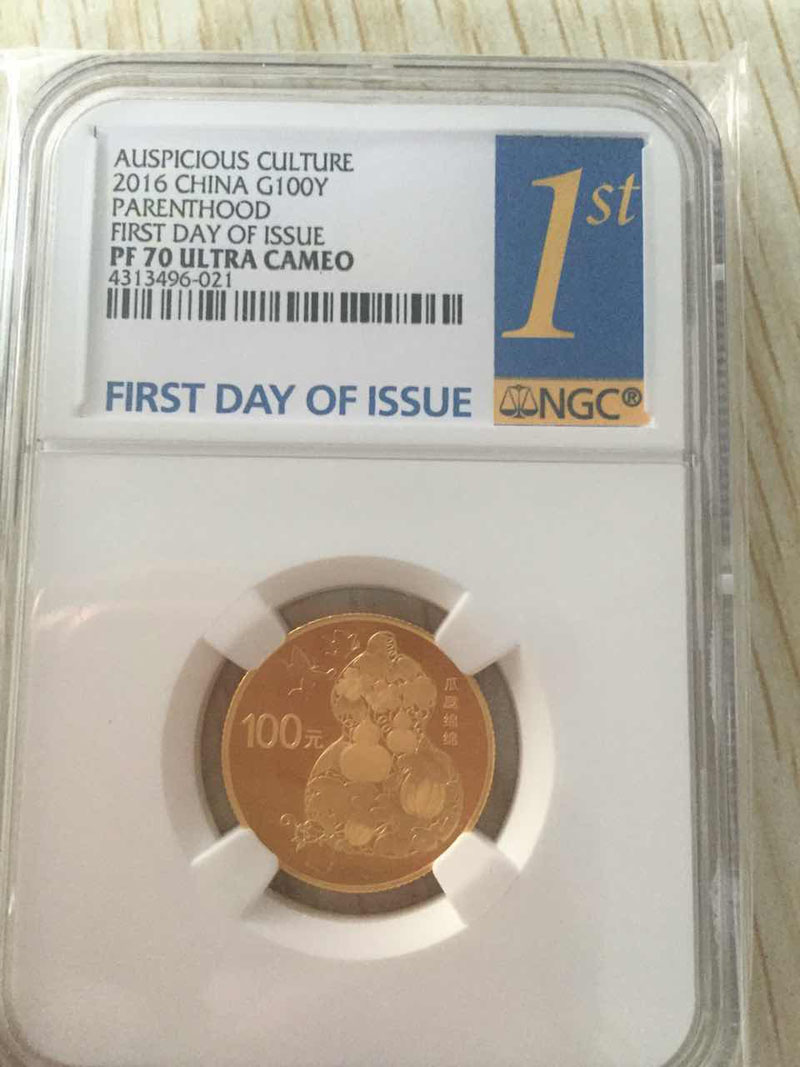 AUSPICIOUS CULTURE
2016 CHINA G100Y
PARENTHOOD
FIRST DAY OF ISSUE
PF 70 ULTRA CAMEO
4313496-021
FIRST DAY OF ISSUE
1st
NGC®
100元
瓜瓞绵绵